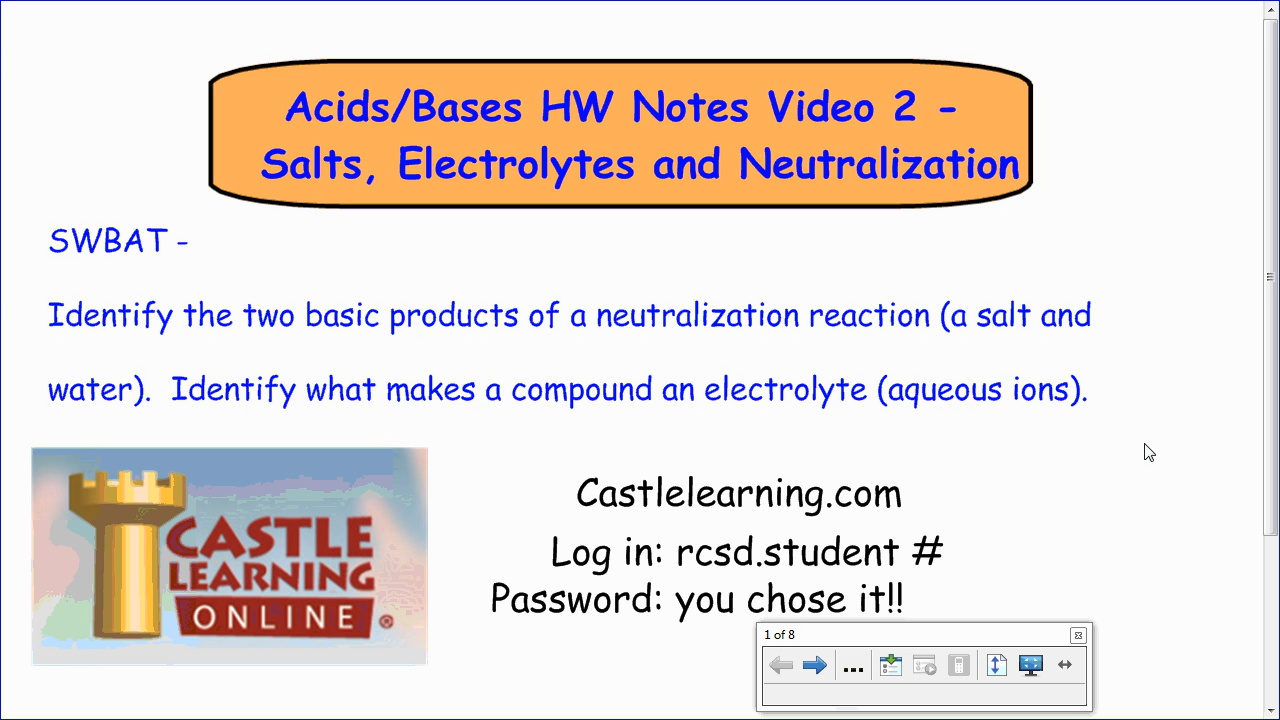 Acids/Bases HW Notes Video 2 -
Salts, Electrolytes and Neutralization
SWBAT -
Identify the two basic products of a neutralization reaction (a salt and
water).  Identify what makes a compound an electrolyte (aqueous ions).
CASTLE
LEARNING
ONLINE ®
Castlelearning.com
Log in: rcsd.student #
Password: you chose it!!
1 of 8
...